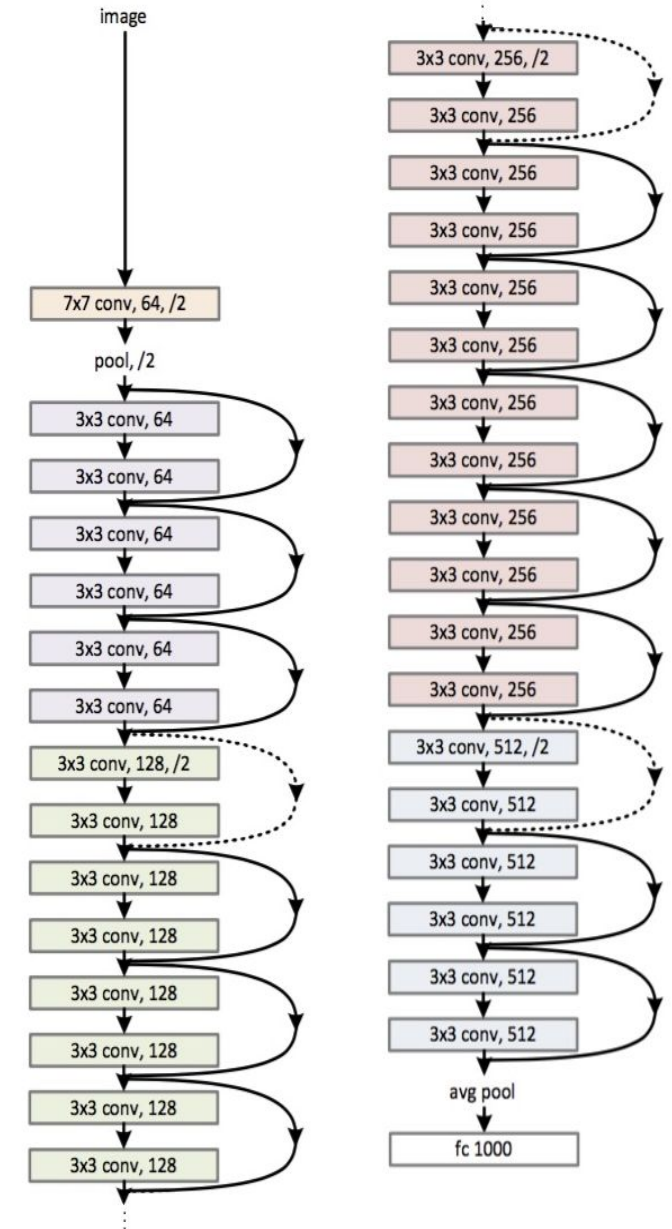 image
7x7 conv, 64, /2
pool, /2
3x3 conv, 64
3x3 conv, 64
3x3 conv, 64
3x3 conv, 64
3x3 conv, 64
3x3 conv, 64
3x3 conv, 128, /2
3x3 conv, 128
3x3 conv, 128
3x3 conv, 128
3x3 conv, 128
3x3 conv, 128
3x3 conv, 128
3x3 conv, 128
3x3 conv, 256, /2
3x3 conv, 256
3x3 conv, 256
3x3 conv, 256
3x3 conv, 256
3x3 conv, 256
3x3 conv, 256
3x3 conv, 256
3x3 conv, 256
3x3 conv, 256
3x3 conv, 256
3x3 conv, 256
3x3 conv, 512, /2
3x3 conv, 512
3x3 conv, 512
3x3 conv, 512
3x3 conv, 512
3x3 conv, 512
avg pool
fc 1000